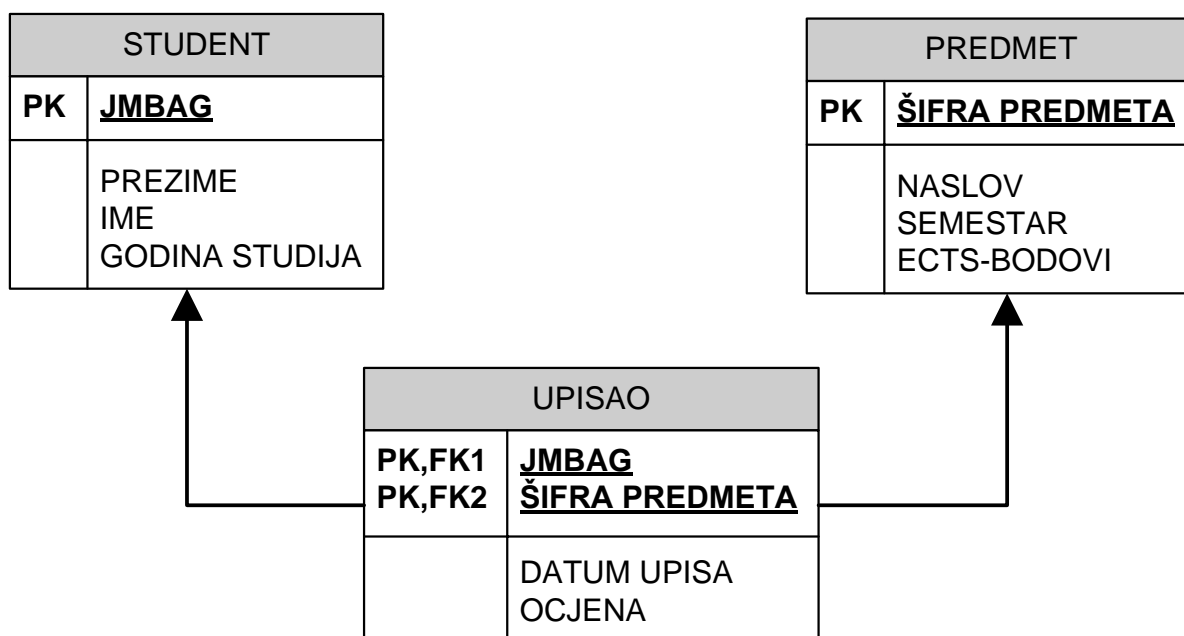 STUDENT
PK JMBAG
PREZIME
IME
GODINA STUDIJA
PREDMET
PK ŠIFRA PREDMETA
NASLOV
SEMESTAR
ECTS-BODOVI
UPISAO
PK,FK1 JMBAG
PK,FK2 ŠIFRA PREDMETA
DATUM UPISA
OCJENA